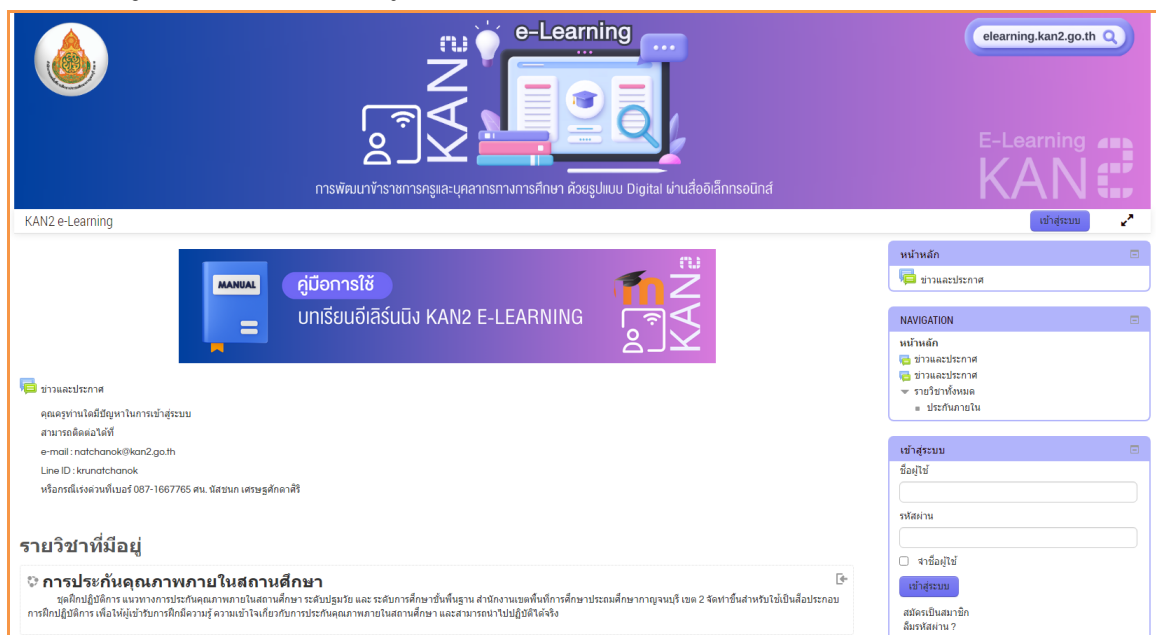 e-Learning
elearning.kan2.go.th
KAN2
E-Learning
KAN2
การพัฒนาข้าราชการครูและบุคลากรทางการศึกษา ด้วยรูปแบบ Digital ผ่านสื่ออิเล็กทรอนิกส์
KAN2 e-Learning
เข้าสู่ระบบ
MANUAL
คู่มือการใช้
บทเรียนอีเลิร์นนิง KAN2 E-LEARNING
KAN2
ข่าวและประกาศ
คุณครูท่านใดมีปัญหาในการเข้าสู่ระบบ
สามารถติดต่อได้ที่
e-mail : natchanok@kan2.go.th
Line ID : krunatchanok
หรือกรณีเร่งด่วนที่เบอร์ 087-1667765 ศน. นัสชนก เศรษฐศักดาศิริ
รายวิชาที่มีอยู่
การประกันคุณภาพภายในสถานศึกษา
ชุดฝึกปฏิบัติการ แนวทางการประกันคุณภาพภายในสถานศึกษา ระดับปฐมวัย และ ระดับการศึกษาขั้นพื้นฐาน สำนักงานเขตพื้นที่การศึกษาประถมศึกษากาญจนบุรี เขต 2 จัดทำขึ้นสำหรับใช้เป็นสื่อประกอบ
การฝึกปฏิบัติการ เพื่อให้ผู้เข้ารับการฝึกมีความรู้ ความเข้าใจเกี่ยวกับการประกันคุณภาพภายในสถานศึกษา และสามารถนำไปปฏิบัติได้จริง
หน้าหลัก
ข่าวและประกาศ
NAVIGATION
หน้าหลัก
ข่าวและประกาศ
ข่าวและประกาศ
รายวิชาทั้งหมด
ประกันภายใน
เข้าสู่ระบบ
ชื่อผู้ใช้
รหัสผ่าน
จำชื่อผู้ใช้
เข้าสู่ระบบ
สมัครเป็นสมาชิก
ลืมรหัสผ่าน ?